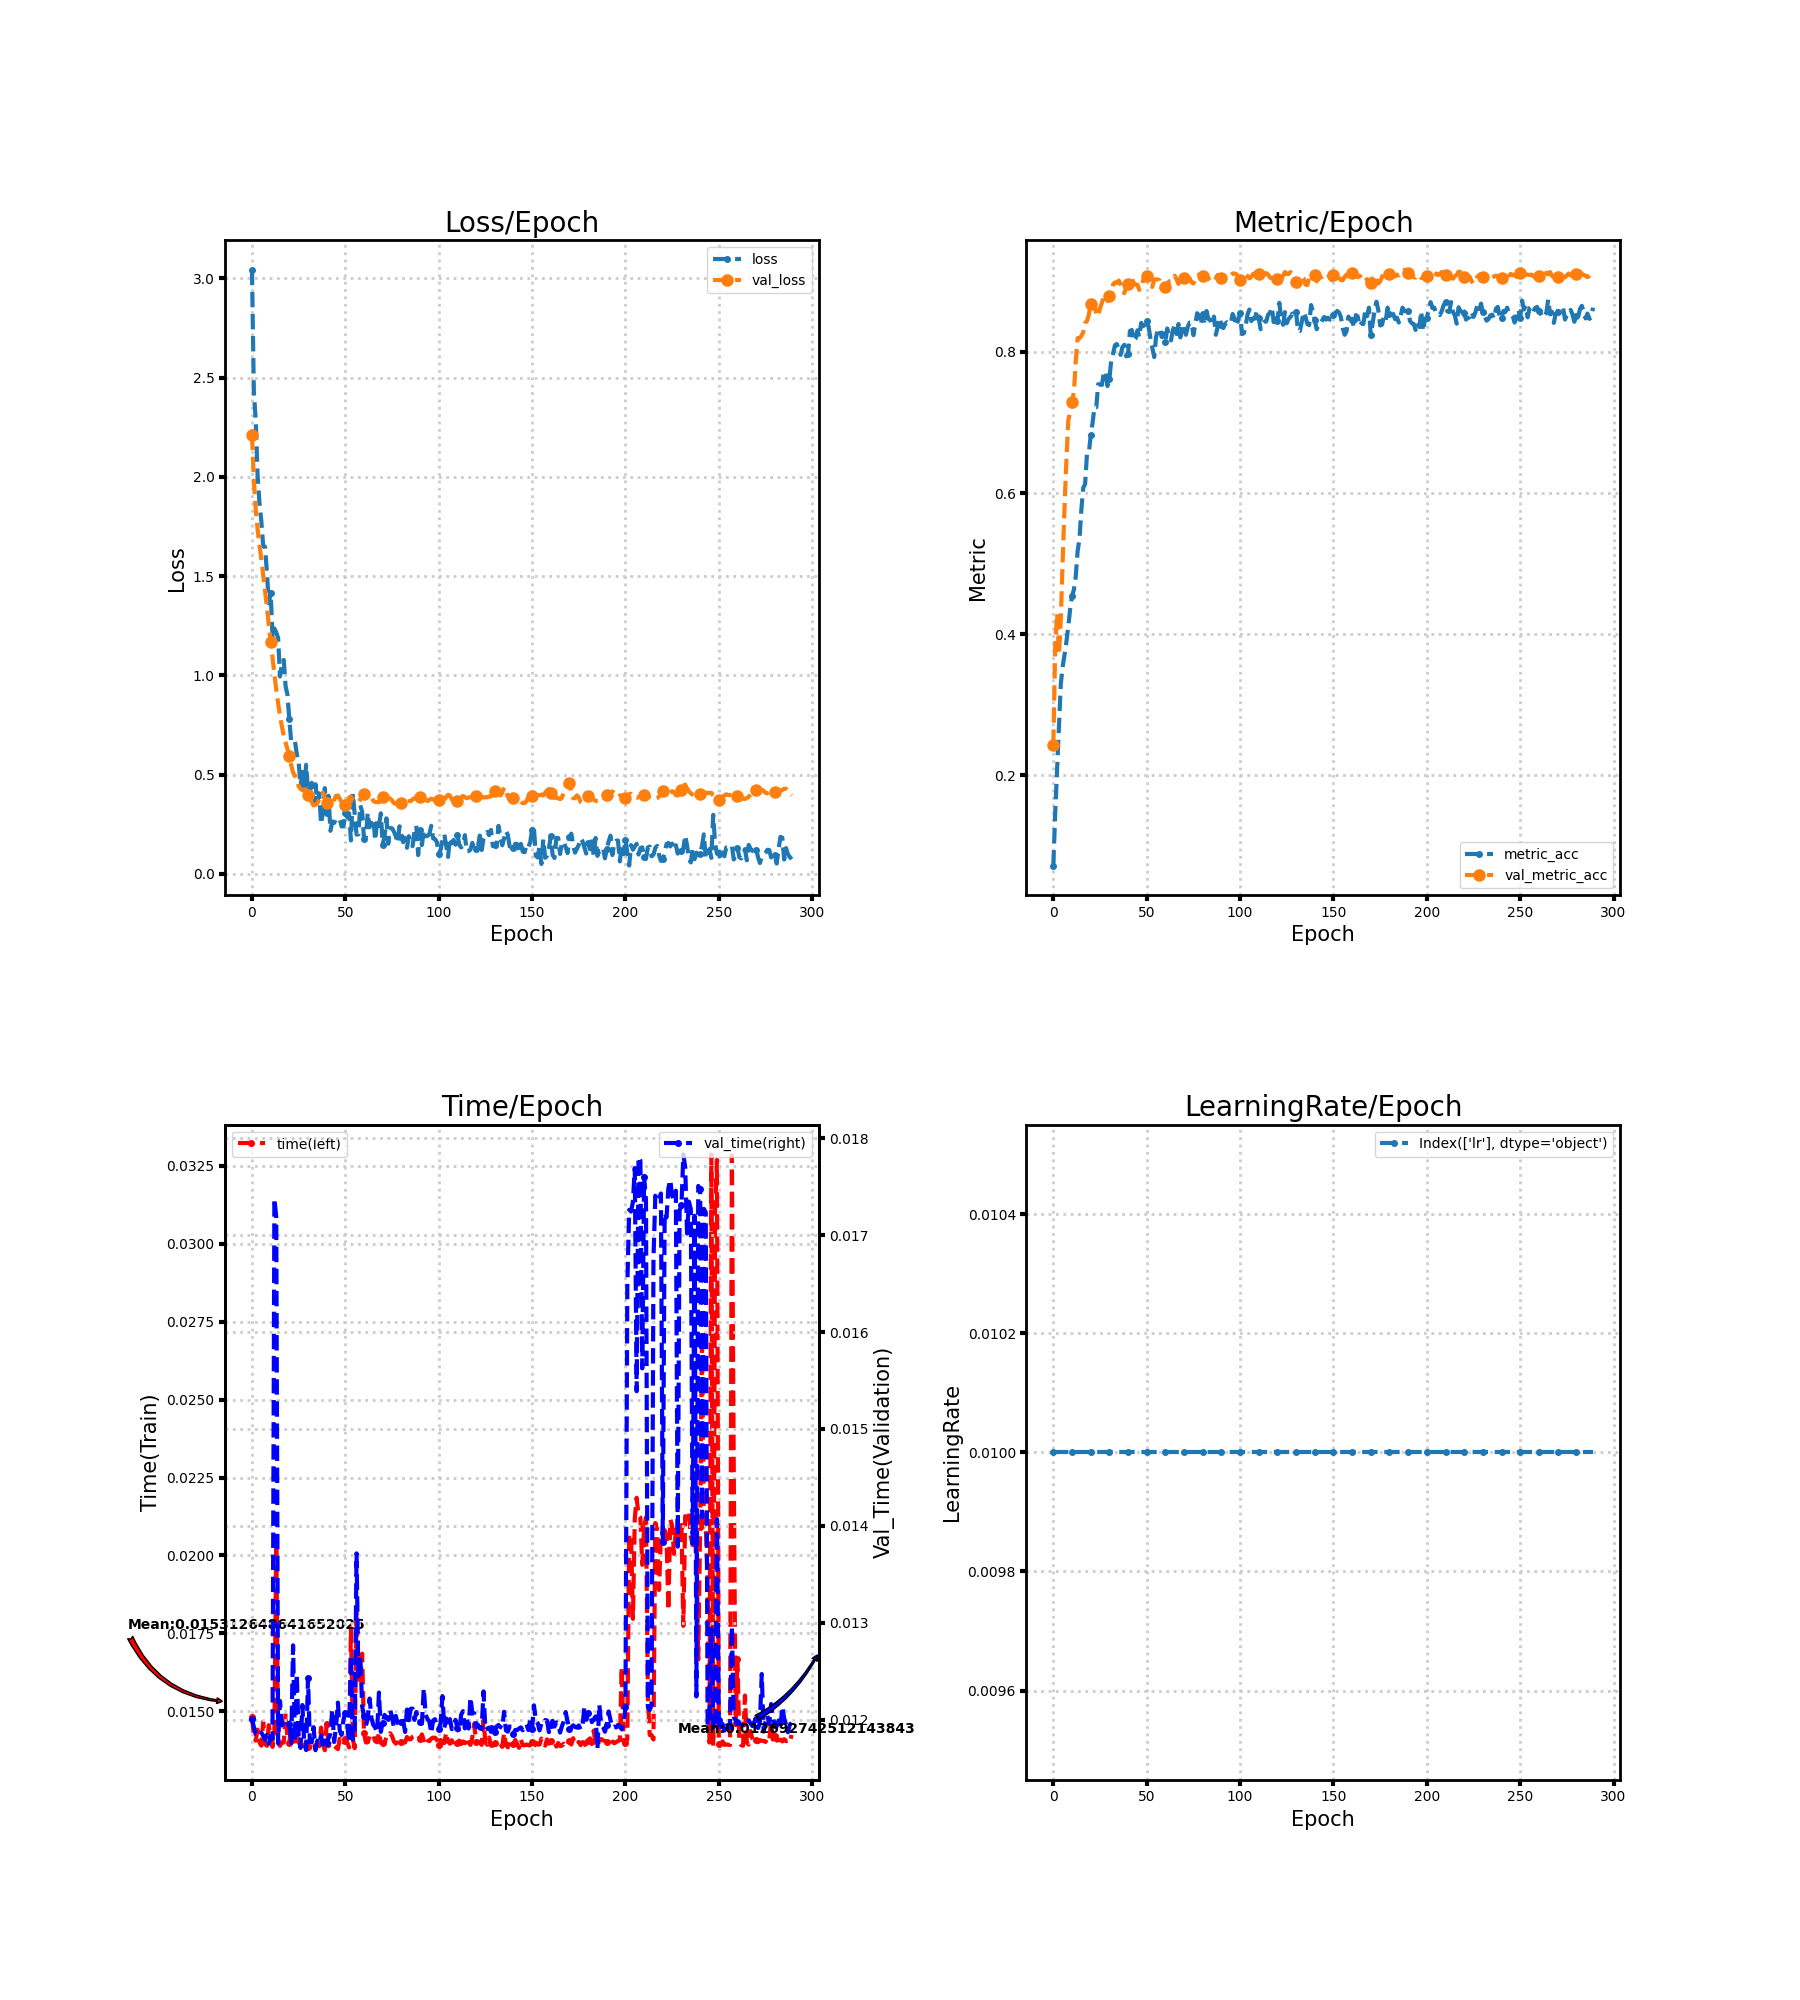 Loss/Epoch
loss
val_loss
3.0
2.5
2.0
1.5
1.0
0.5
0.0
Loss
0 50 100 150 200 250 300
Epoch
Metric/Epoch
0.8
0.6
0.4
0.2
Metric
metric_acc
val_metric_acc
0 50 100 150 200 250 300
Epoch
Time/Epoch
time(left)
val_time(right)
0.0325
0.0300
0.0275
0.0250
0.0225
0.0200
0.0175
0.0150
Time(Train)
0.018
0.017
0.016
0.015
0.014
0.013
0.012
Val_Time(Validation)
0 50 100 150 200 250 300
Epoch
LearningRate/Epoch
Index(['lr'], dtype='object')
0.0104
0.0102
0.0100
0.0098
0.0096
LearningRate
0 50 100 150 200 250 300
Epoch